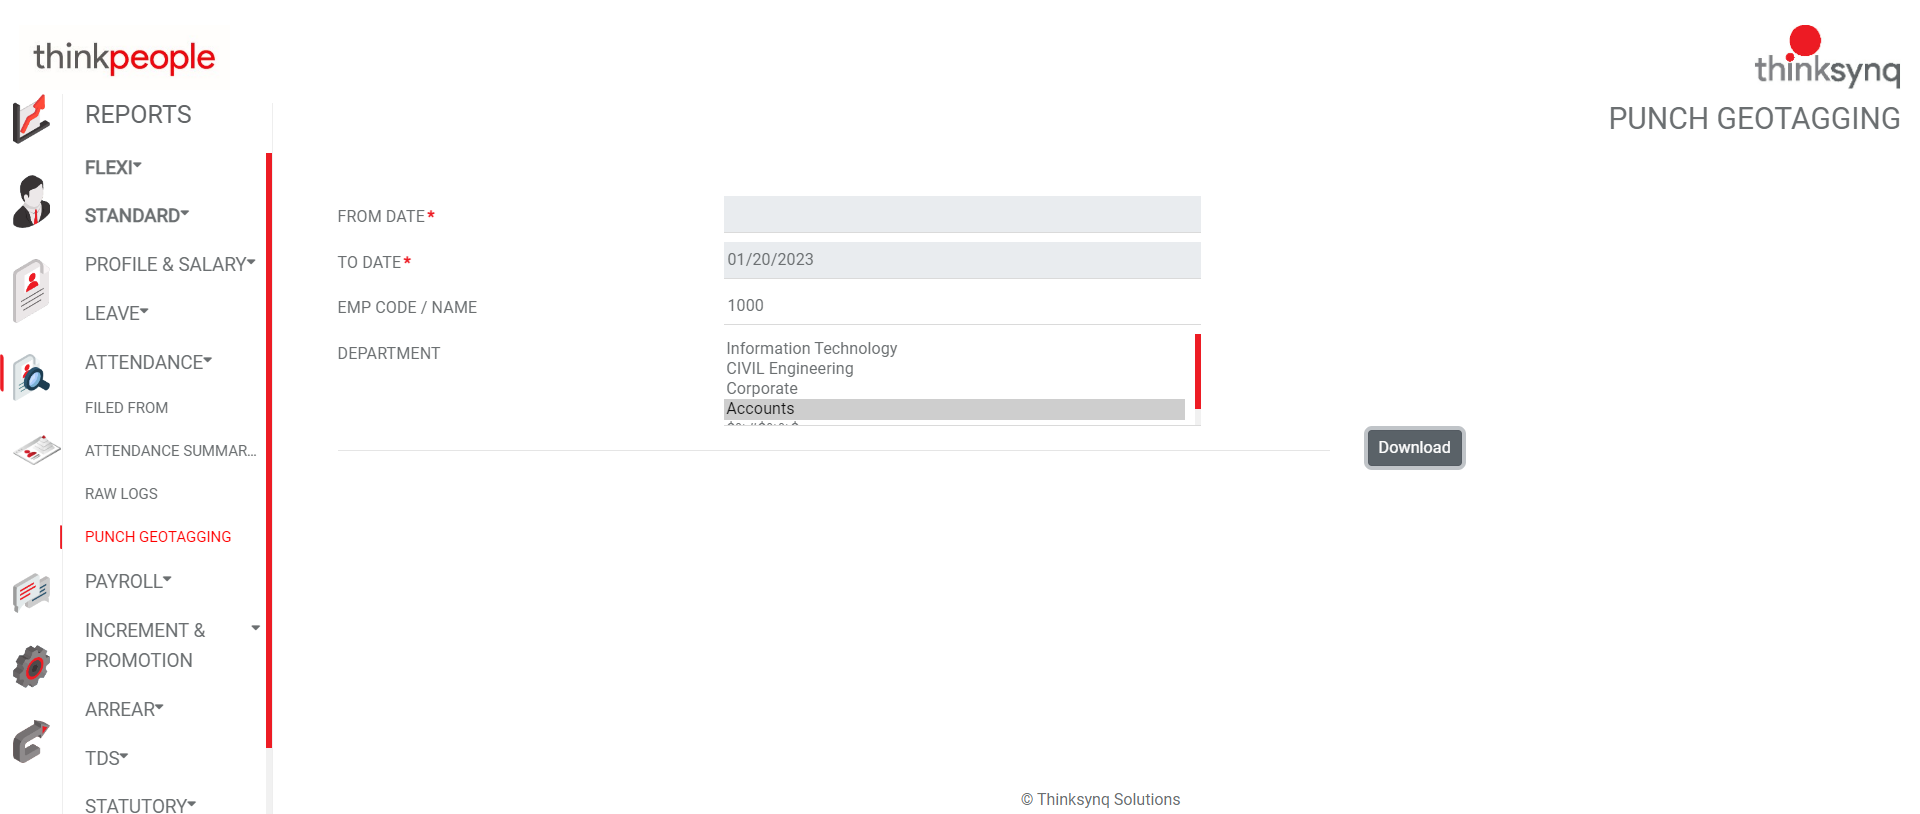 thinkpeople
thinksynq
PUNCH GEOTAGGING
REPORTS
FLEXI
STANDARD
PROFILE & SALARY
LEAVE
ATTENDANCE
FILED FROM
ATTENDANCE SUMMAR...
RAW LOGS
PUNCH GEOTAGGING
PAYROLL
INCREMENT &
PROMOTION
ARREAR
TDS
STATUTORY
FROM DATE*
TO DATE*
01/20/2023
EMP CODE / NAME
1000
DEPARTMENT
Information Technology
CIVIL Engineering
Corporate
Accounts
Download
© Thinksynq Solutions